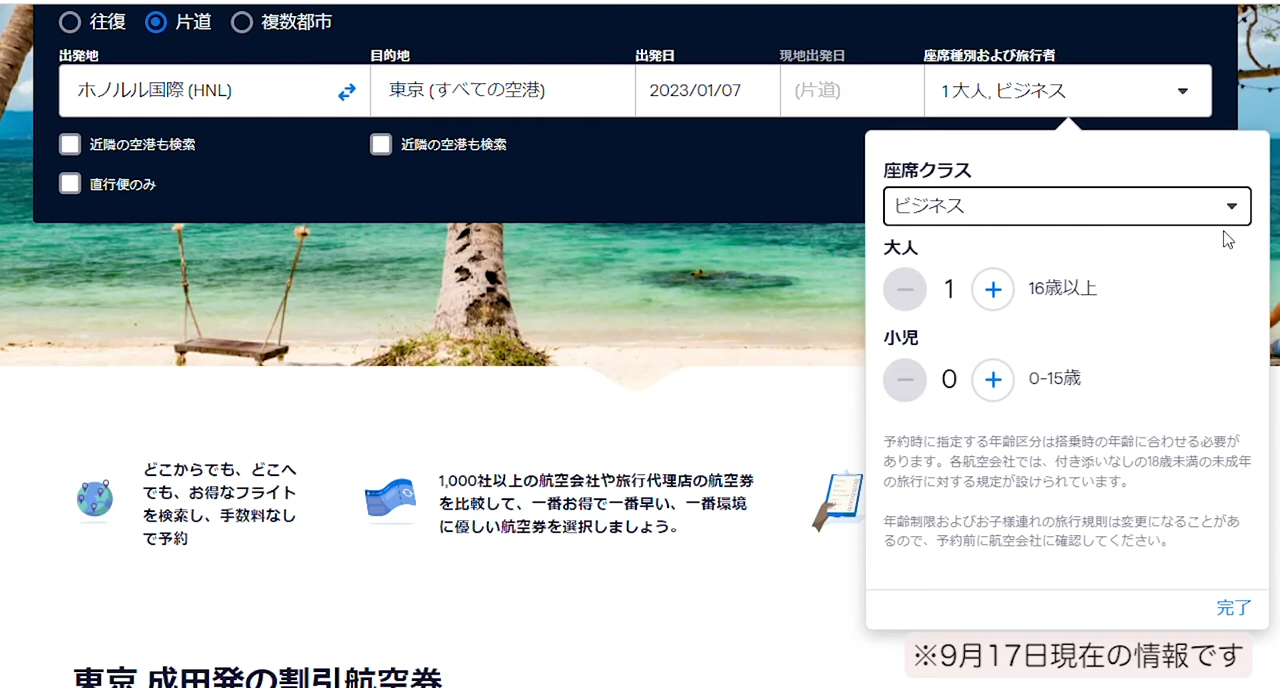 往復 片道 複数都市
出発地 目的地 出発日 現地出発日 座席種別および旅行者
ホノルル国際 (HNL) 東京 (すべての空港) 2023/01/07 (片道) 1 大人, ビジネス
近隣の空港も検索 近隣の空港も検索
直行便のみ
座席クラス
ビジネス
大人
1 16歳以上
小児
0 0-15歳
予約時に指定する年齢区分は搭乗時の年齢に合わせる必要が
あります。各航空会社では、付き添いなしの18歳未満の未成年
の旅行に対する規定が設けられています。
年齢制限およびお子様連れの旅行規則は変更になることがあ
るので、予約前に航空会社に確認してください。
完了
どこからでも、どこへ
でも、お得なフライト
を検索し、手数料なし
で予約
1,000社以上の航空会社や旅行代理店の航空券
を比較して、一番お得で一番早い、一番環境
に優しい航空券を選択しましょう。
※9月17日現在の情報です
東京 成田発の割引航空券